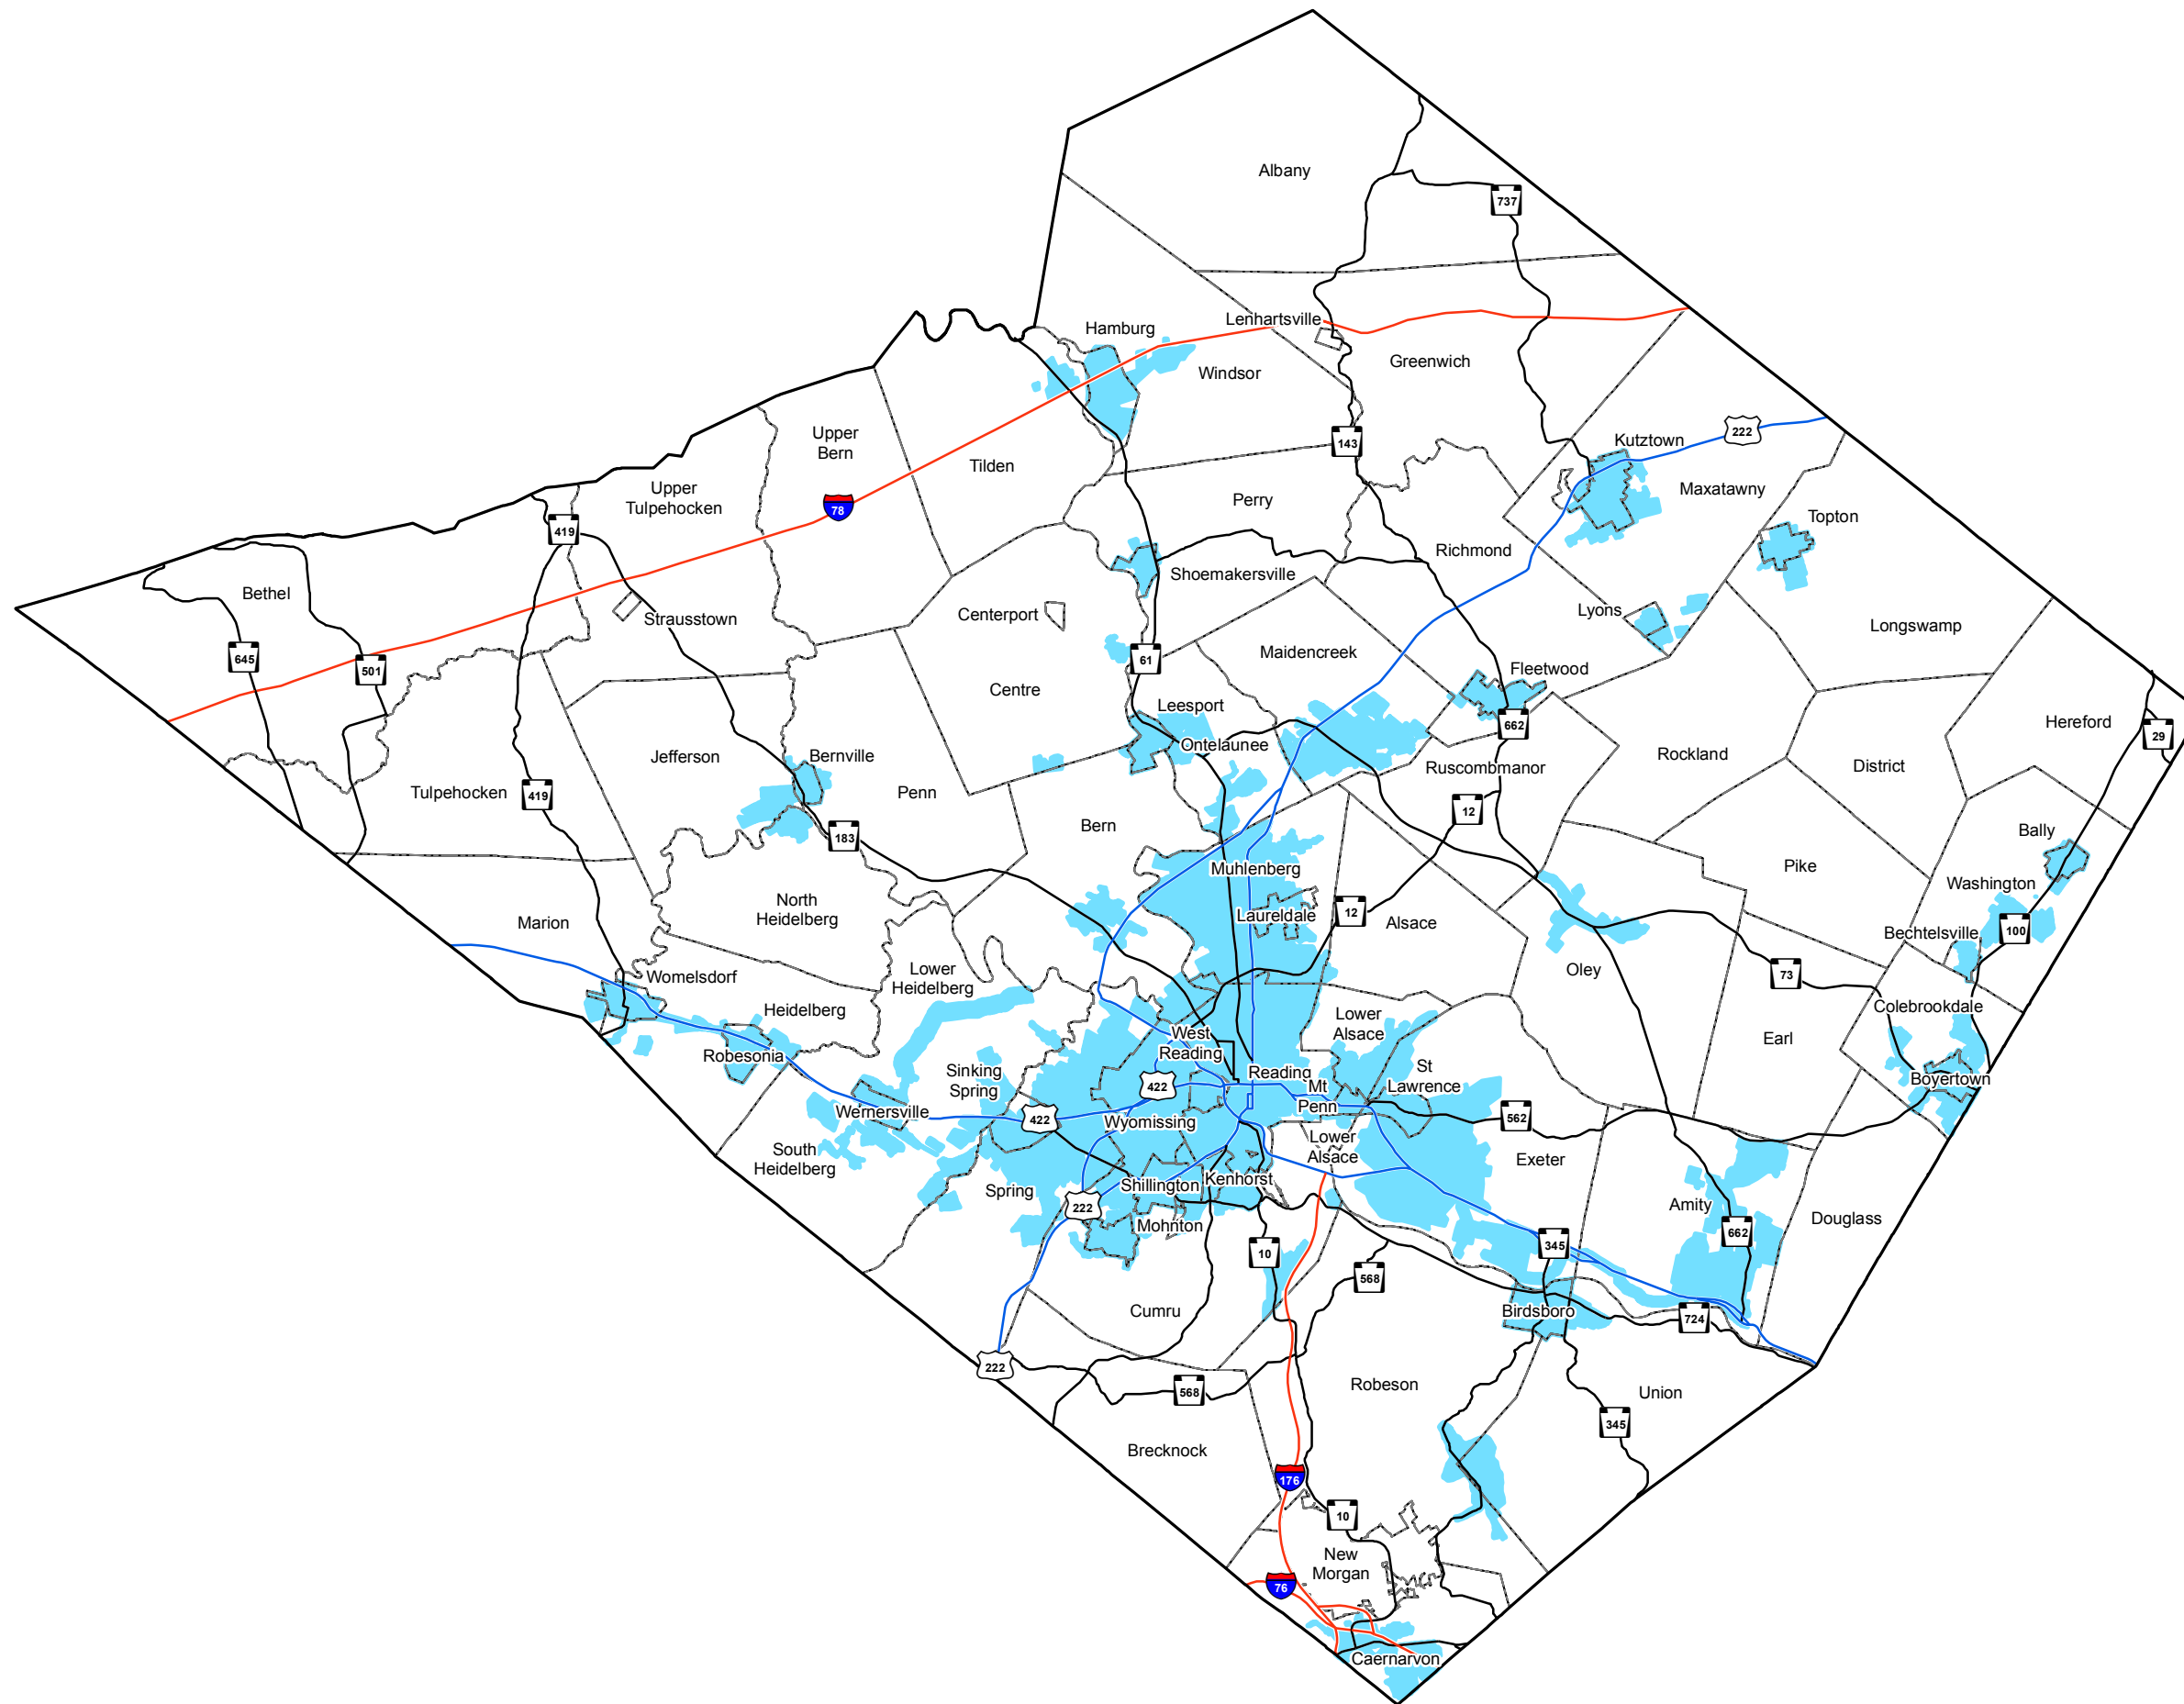 Albany
737
Lenhartsville
Hamburg
Greenwich
Windsor
222
Kutztown
143
Upper
Bern
Tilden
Maxatawny
Upper
Tulpehocken
Perry
78
Topton
419
Richmond
Shoemakersville
Bethel
Centerport
Strausstown
Lyons
Longswamp
645
501
61
Maidencreek
Fleetwood
Centre
Leesport
662
Hereford
29
Ontelaunee
Jefferson
Bernville
Rockland
Ruscombmanor
District
Tulpehocken
419
Penn
12
Bern
183
Bally
Muhlenberg
Pike
Washington
North
Heidelberg
Laureldale
12
Alsace
Marion
100
Bechtelsville
Womelsdorf
Lower
Heidelberg
Oley
73
Heidelberg
Colebrookdale
Lower
Alsace
West
Reading
Earl
Robesonia
Sinking
Spring
Reading
St
Lawrence
Mt
Penn
422
Boyertown
Wernersville
422
Wyomissing
562
Lower
Alsace
South
Heidelberg
Exeter
Spring
Shillington
Kenhorst
222
Mohnton
Amity
Douglass
662
345
10
568
Cumru
Birdsboro
724
222
568
Robeson
Union
345
Brecknock
176
10
New
Morgan
76
Caernarvon